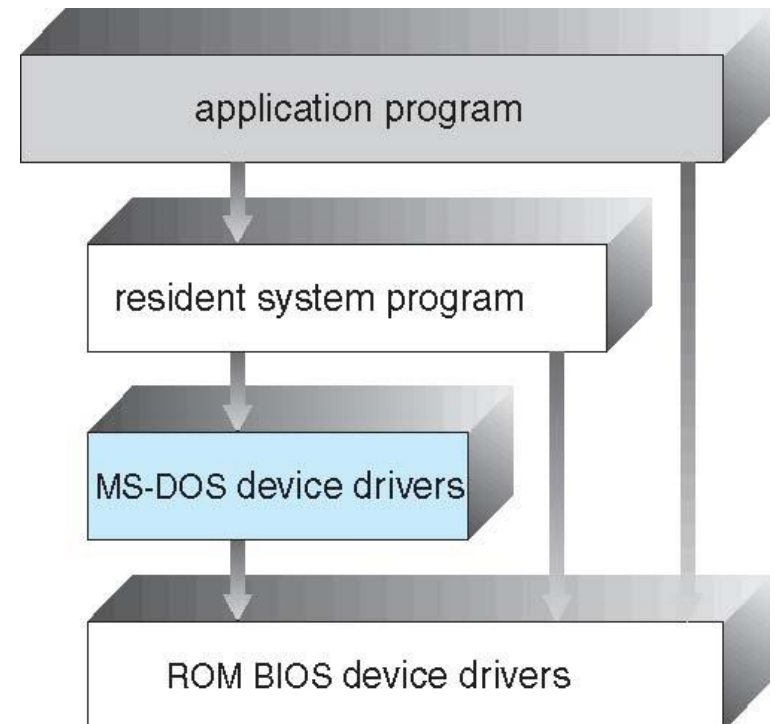 application program
resident system program
MS-DOS device drivers
ROM BIOS device drivers